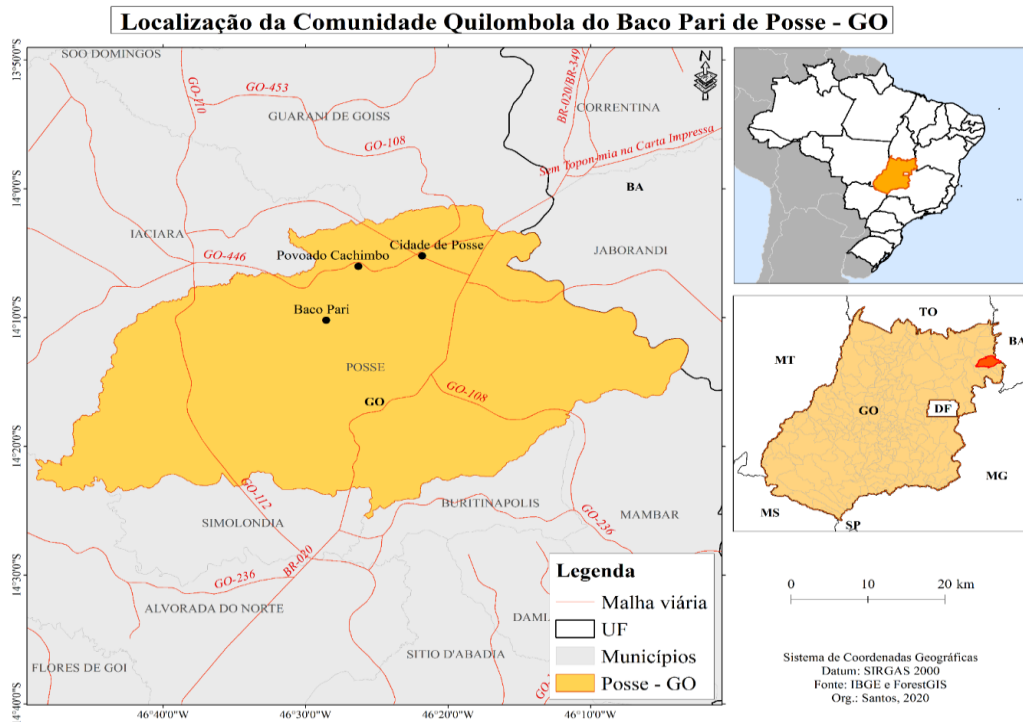 Localização da Comunidade Quilombola do Baco Pari de Posse - GO
13°50'0"S
14°0'0"S
14°10'0"S
14°20'0"S
14°30'0"S
14°40'0"S
46°40'0"W
46°30'0"W
46°20'0"W
46°10'0"W
SOO DOMINGOS
GO-110
GO-453
GUARANI DE GOISS
GO-108
BR-020/BR-349
CORRENTINA
N
Sem Topon-mia na Carta Impressa
BA
IACIARA
GO-446
Povoado Cachimbo
Cidade de Posse
JABORANDI
Baco Pari
POSSE
GO
GO-108
GO-112
SIMOLONDIA
BURITINAPOLIS
MAMBAR
GO-236
BR-020
GO-236
ALVORADA DO NORTE
DAMI
SITIO D'ABADIA
FLORES DE GOI
GO-
Legenda
Malha viária
UF
Municípios
Posse - GO
TO
BA
MT
GO
DF
MG
MS
SP
0 10 20 km
Sistema de Coordenadas Geográficas
Datum: SIRGAS 2000
Fonte: IBGE e ForestGIS
Org.: Santos, 2020